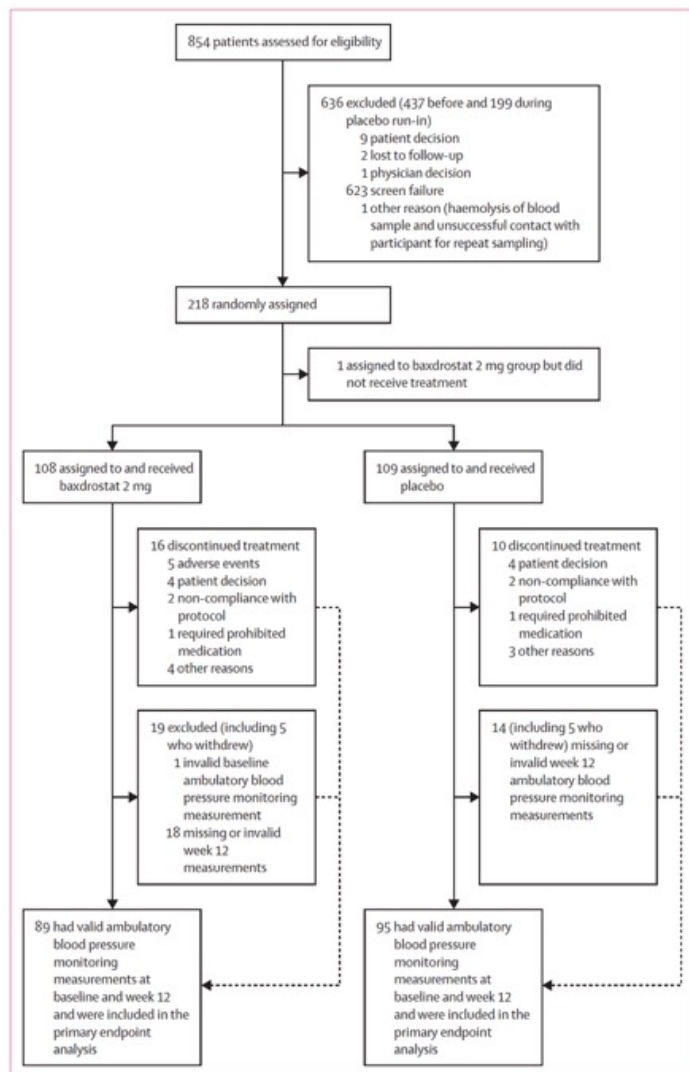 854 patients assessed for eligibility
636 excluded (437 before and 199 during
placebo run-in)
9 patient decision
2 lost to follow-up
1 physician decision
623 screen failure
1 other reason (haemolysis of blood
sample and unsuccessful contact with
participant for repeat sampling)
218 randomly assigned
1 assigned to baxdrostat 2 mg group but did
not receive treatment
108 assigned to and received
baxdrostat 2 mg
109 assigned to and received
placebo
16 discontinued treatment
5 adverse events
4 patient decision
2 non-compliance with
protocol
1 required prohibited
medication
4 other reasons
10 discontinued treatment
4 patient decision
2 non-compliance with
protocol
1 required prohibited
medication
3 other reasons
19 excluded (including 5
who withdrew)
1 invalid baseline
ambulatory blood
pressure monitoring
measurement
18 missing or invalid
week 12
measurements
14 (including 5 who
withdrew) missing or
invalid week 12
ambulatory blood
pressure monitoring
measurements
89 had valid ambulatory
blood pressure
monitoring
measurements at
baseline and week 12
and were included in the
primary endpoint
analysis
95 had valid ambulatory
blood pressure
monitoring
measurements at
baseline and week 12
and were included in the
primary endpoint
analysis